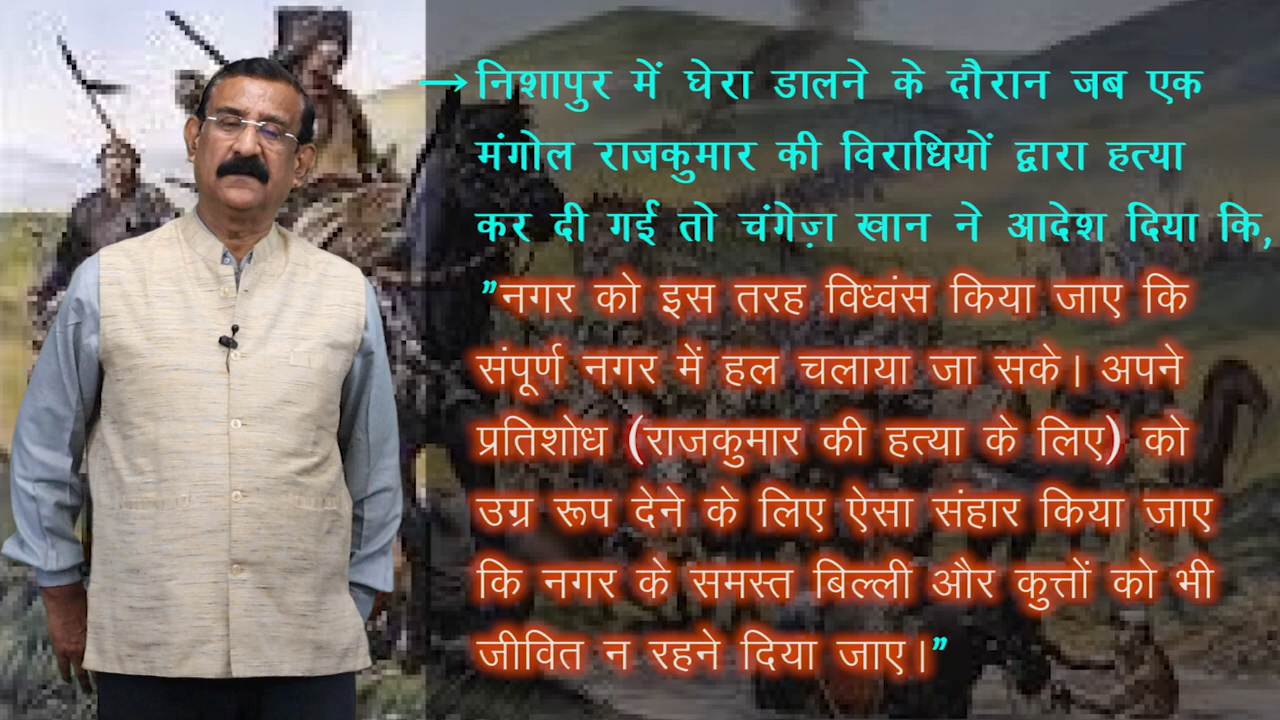 → निशापुर में घेरा डालने के दौरान जब एक
मंगोल राजकुमार की विराधियों द्वारा हत्या
कर दी गई तो चंगेज़ खान ने आदेश दिया कि,
"नगर को इस तरह विध्वंस किया जाए कि
संपूर्ण नगर में हल चलाया जा सके। अपने
प्रतिशोध (राजकुमार की हत्या के लिए) को
उग्र रूप देने के लिए ऐसा संहार किया जाए
कि नगर के समस्त बिल्ली और कुत्तों को भी
जीवित न रहने दिया जाए।"